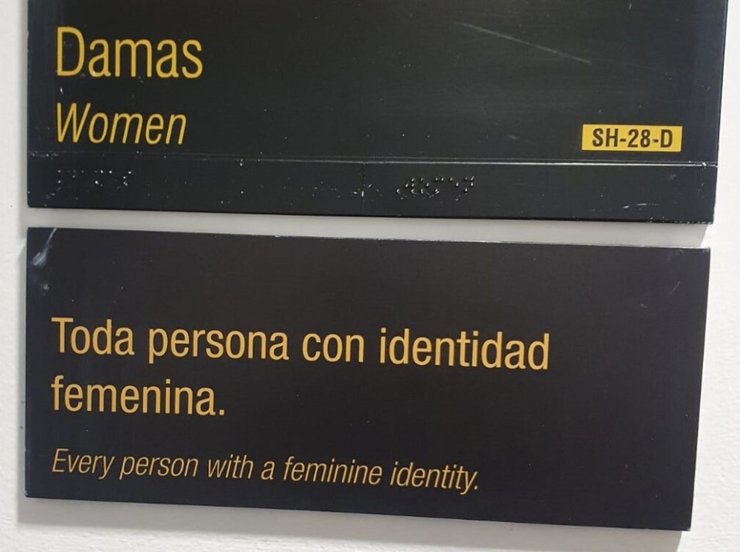 Damas
Women
SH-28-D
Toda persona con identidad
femenina.
Every person with a feminine identity.